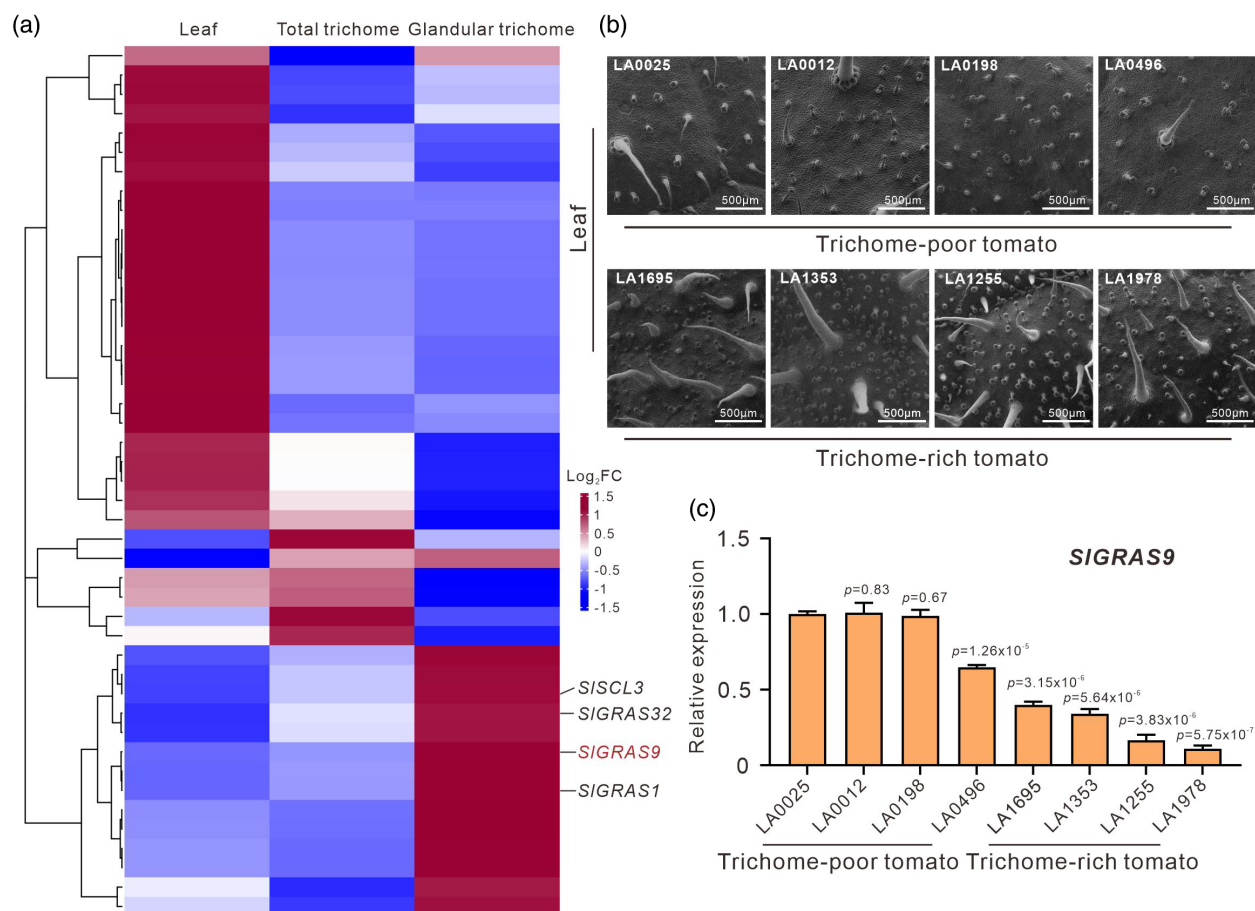 (a)
Leaf Total trichome Glandular trichome
Leaf
Log₂FC
1.5
1
0.5
0
-0.5
-1
-1.5
SlSCL3
SlGRAS32
SlGRAS9
SlGRAS1
(b)
LA0025 LA0012 LA0198 LA0496
500μm 500μm 500μm 500μm
Trichome-poor tomato
LA1695 LA1353 LA1255 LA1978
500μm 500μm 500μm 500μm
Trichome-rich tomato
(c)
SlGRAS9
Relative expression
1.5
1.0
0.5
0
p=0.83
p=0.67
p=1.26x10⁻⁵
p=3.15x10⁻⁶
p=5.64x10⁻⁶
p=3.83x10⁻⁶
p=5.75x10⁻⁷
LA0025 LA0012 LA0198 LA0496 LA1695 LA1353 LA1255 LA1978
Trichome-poor tomato Trichome-rich tomato